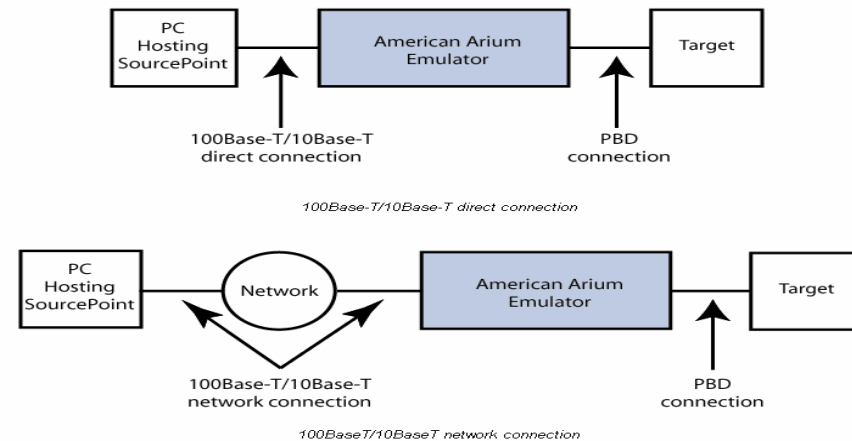 PC
Hosting
SourcePoint
American Arium
Emulator
Target
100Base-T/10Base-T
direct connection
PBD
connection
100Base-T/10Base-T direct connection
PC
Hosting
SourcePoint
Network
American Arium
Emulator
Target
100Base-T/10Base-T
network connection
PBD
connection
100BaseT/10BaseT network connection